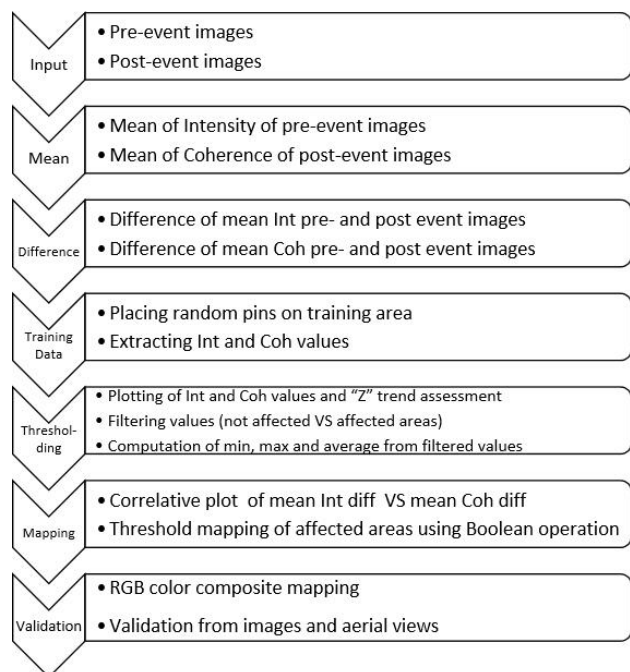 Input
• Pre-event images
• Post-event images
Mean
• Mean of Intensity of pre-event images
• Mean of Coherence of post-event images
Difference
• Difference of mean Int pre- and post event images
• Difference of mean Coh pre- and post event images
Training
Data
• Placing random pins on training area
• Extracting Int and Coh values
Threshol-
ding
• Plotting of Int and Coh values and “Z” trend assessment
• Filtering values (not affected VS affected areas)
• Computation of min, max and average from filtered values
Mapping
• Correlative plot of mean Int diff VS mean Coh diff
• Threshold mapping of affected areas using Boolean operation
Validation
• RGB color composite mapping
• Validation from images and aerial views